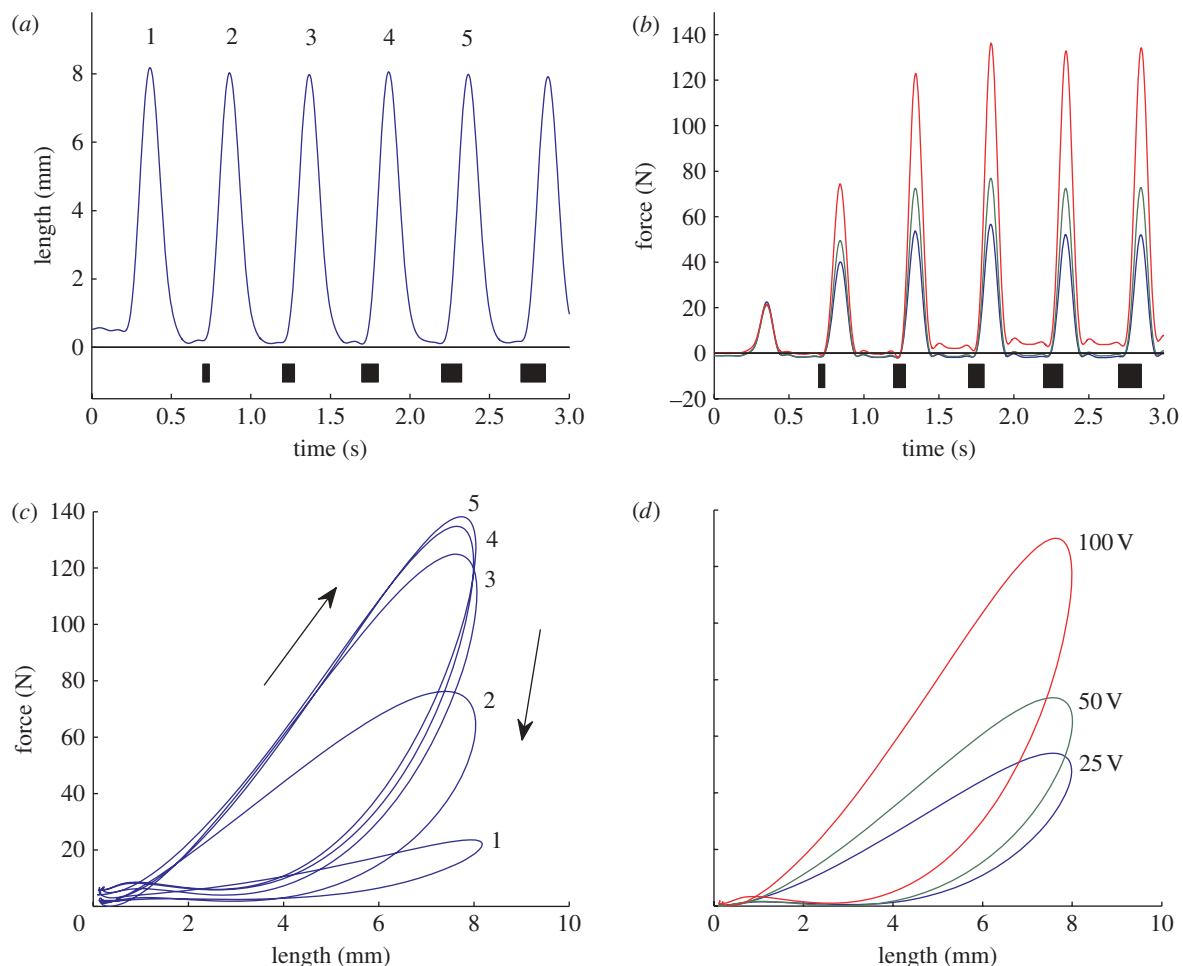 (a)
1 2 3 4 5
8
6
4
2
0
length (mm)
0 0.5 1.0 1.5 2.0 2.5 3.0
time (s)
(b)
140
120
100
80
60
40
20
0
–20
force (N)
0 0.5 1.0 1.5 2.0 2.5 3.0
time (s)
(c)
140
120
100
80
60
40
20
force (N)
5
4
3
2
1
0 2 4 6 8 10
length (mm)
(d)
100 V
50 V
25 V
0 2 4 6 8 10
length (mm)